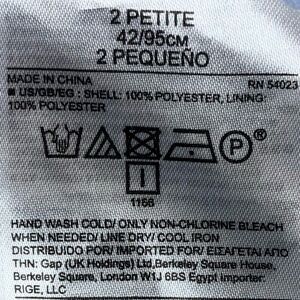 2 PETITE
42/95CM
2 PEQUEÑO
MADE IN CHINA RN 54023
US/GB/EG : SHELL: 100% POLYESTER, LINING:
100% POLYESTER
P®
1156
HAND WASH COLD/ ONLY NON-CHLORINE BLEACH
WHEN NEEDED/ LINE DRY/ COOL IRON
DISTRIBUIDO POR/ IMPORTED FOR/ ΕΙΣΑΓΕΤΑΙ ΑΠΟ
THN: Gap (UK Holdings) Ltd,Berkeley Square House,
Berkeley Square, London W1J 6BS Egypt importer:
RIGE, LLC